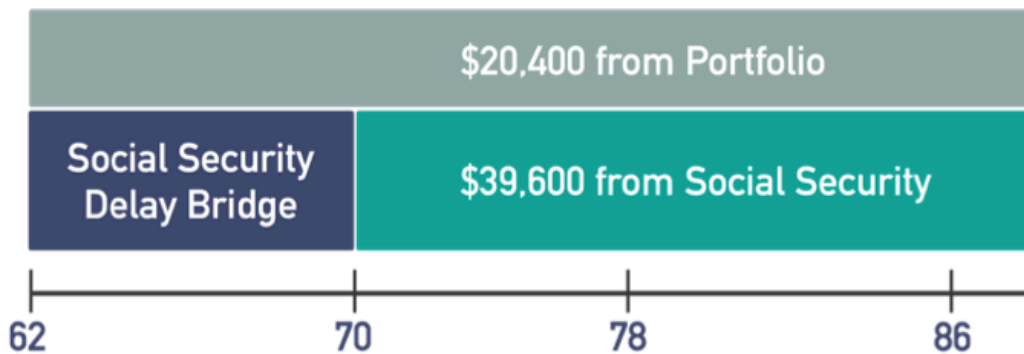 $20,400 from Portfolio
Social Security
Delay Bridge
$39,600 from Social Security
62 70 78 86